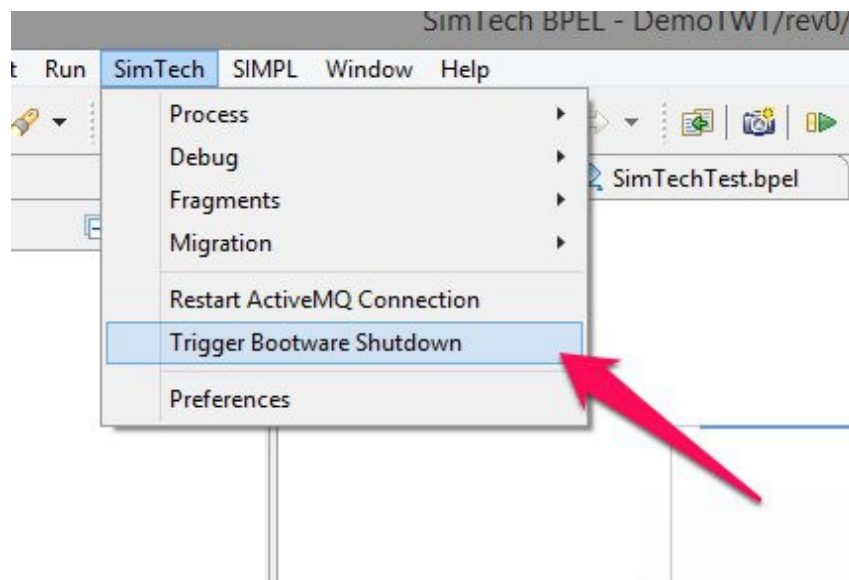 SimTech BPEL - DemoTWT/rev0/
t Run SimTech SIMPL Window Help
Process
Debug
SimTechTest.bpel
Fragments
Migration
Restart ActiveMQ Connection
Trigger Bootware Shutdown
Preferences